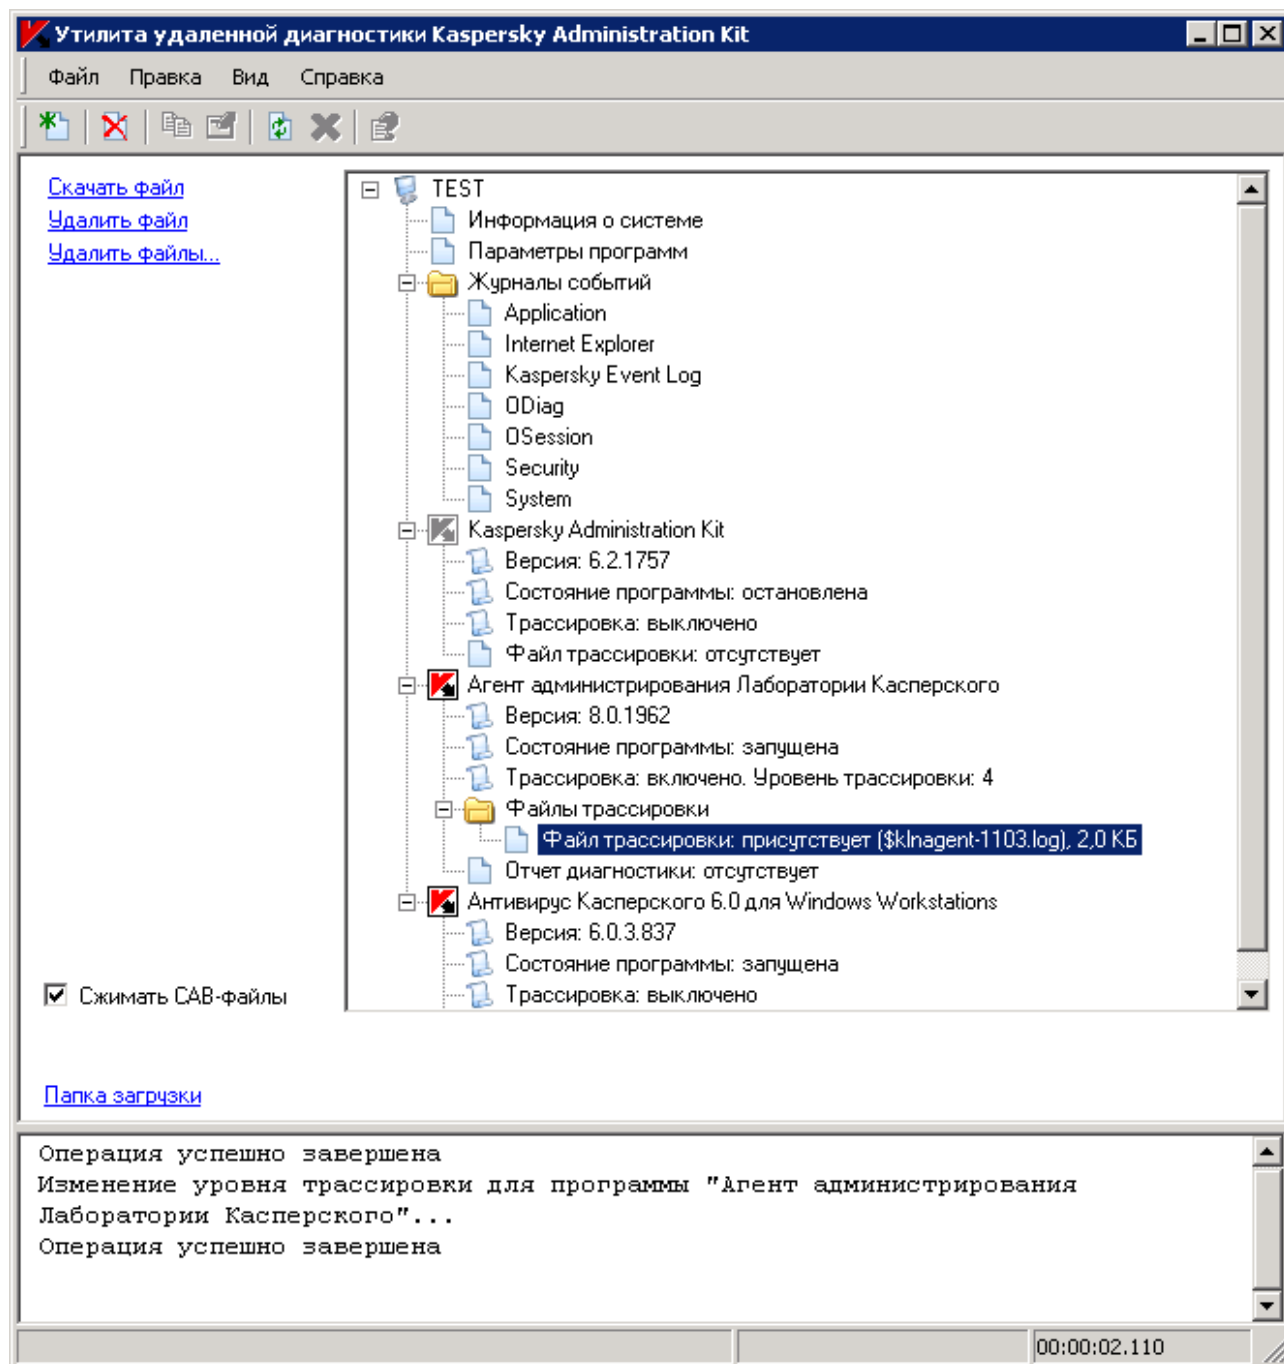 Утилита удаленной диагностики Kaspersky Administration Kit
Файл Правка Вид Справка
Скачать файл
Удалить файл
Удалить файлы...
TEST
Информация о системе
Параметры программ
Журналы событий
Application
Internet Explorer
Kaspersky Event Log
ODiag
OSession
Security
System
Kaspersky Administration Kit
Версия: 6.2.1757
Состояние программы: остановлена
Трассировка: выключено
Файл трассировки: отсутствует
Агент администрирования Лаборатории Касперского
Версия: 8.0.1962
Состояние программы: запущена
Трассировка: включено. Уровень трассировки: 4
Файлы трассировки
Файл трассировки: присутствует ($klnagent-1103.log), 2,0 КБ
Отчет диагностики: отсутствует
Антивирус Касперского 6.0 для Windows Workstations
Версия: 6.0.3.837
Состояние программы: запущена
Трассировка: выключено
Сжимать CAB-файлы
Папка загрузки
Операция успешно завершена
Изменение уровня трассировки для программы "Агент администрирования
Лаборатории Касперского"...
Операция успешно завершена
00:00:02.110